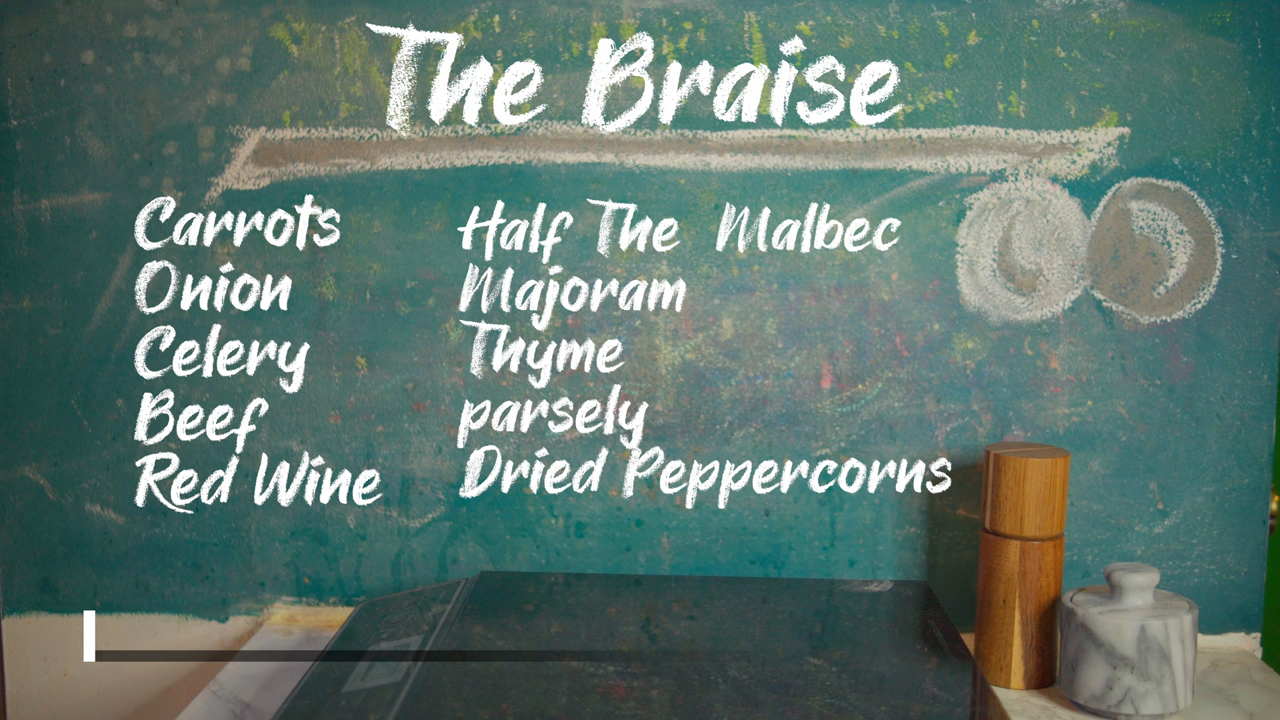 The Braise
Carrots
Onion
Celery
Beef
Red Wine
Half The Malbec
Majoram
Thyme
parsely
Dried Peppercorns